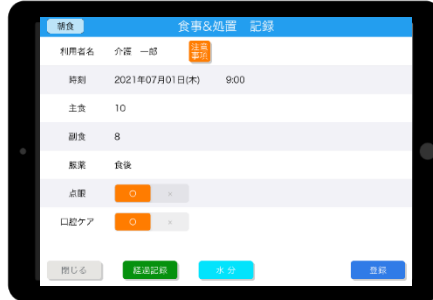 朝食
食事&処置 記録
利用者名 介護 一郎 注意
事項
時刻 2021年07月01日(木) 9:00
主食 10
副食 8
服薬 食後
点眼 ○ ×
口腔ケア ○ ×
閉じる 経過記録 水分 登録